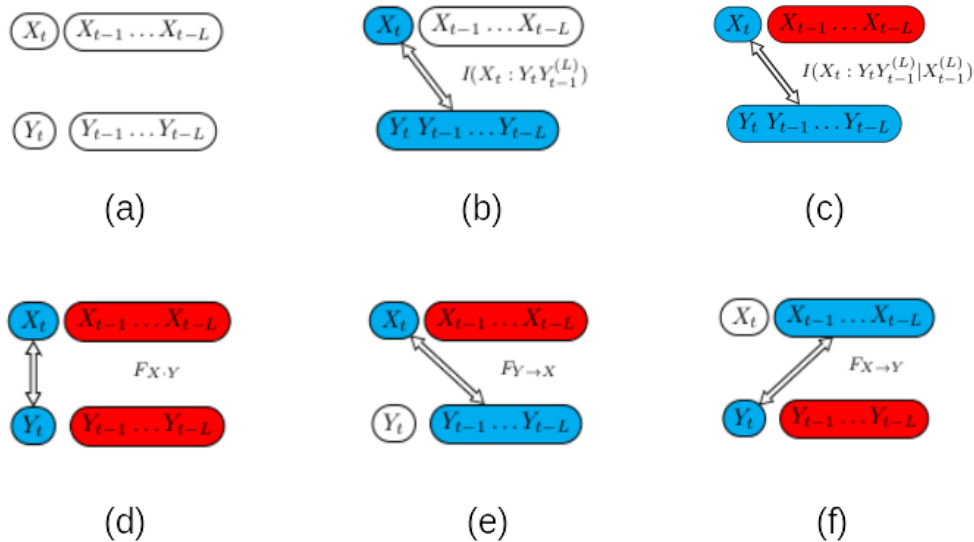 X_t X_{t-1} … X_{t-L}
Y_t Y_{t-1} … Y_{t-L}
(a)
X_t X_{t-1} … X_{t-L}
I(X_t : Y_t Y_{t-1}^{(L)})
Y_t Y_{t-1} … Y_{t-L}
(b)
X_t X_{t-1} … X_{t-L}
I(X_t : Y_t Y_{t-1}^{(L)} | X_{t-1}^{(L)})
Y_t Y_{t-1} … Y_{t-L}
(c)
X_t X_{t-1} … X_{t-L}
F_{X·Y}
Y_t Y_{t-1} … Y_{t-L}
(d)
X_t X_{t-1} … X_{t-L}
F_{Y→X}
Y_t Y_{t-1} … Y_{t-L}
(e)
X_t X_{t-1} … X_{t-L}
F_{X→Y}
Y_t Y_{t-1} … Y_{t-L}
(f)